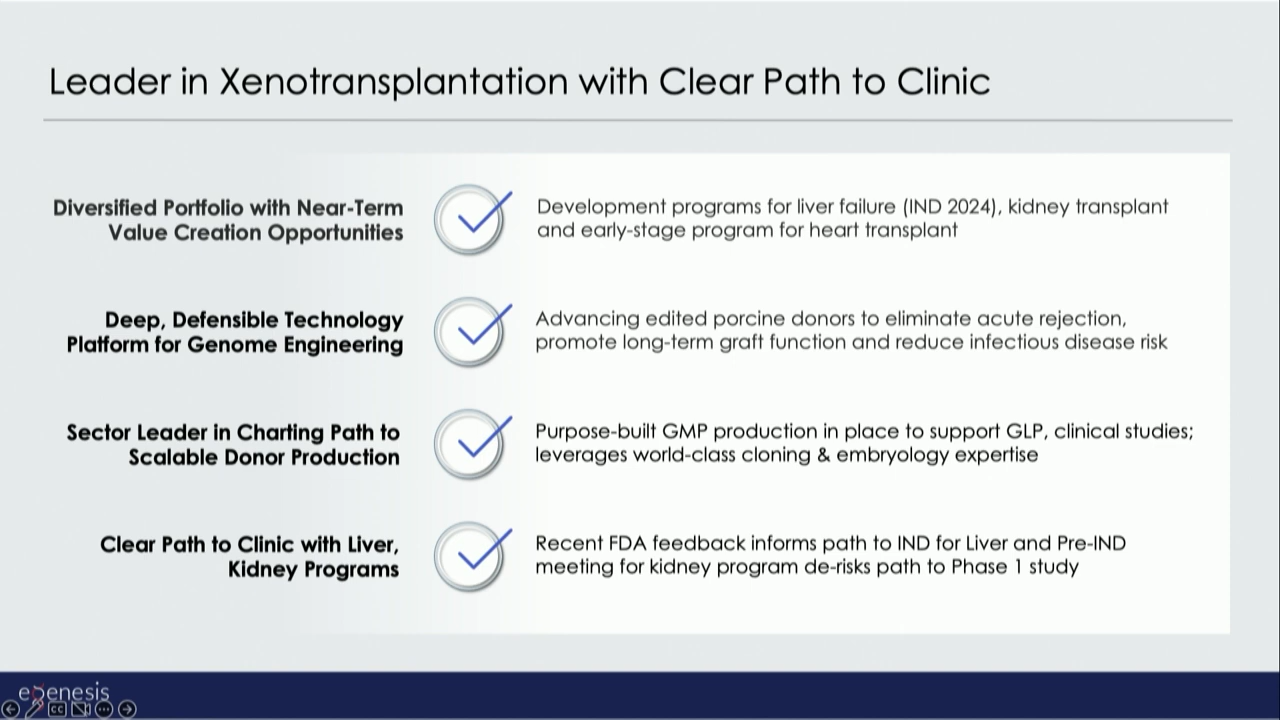 Leader in Xenotransplantation with Clear Path to Clinic
Diversified Portfolio with Near-Term
Value Creation Opportunities
Development programs for liver failure (IND 2024), kidney transplant
and early-stage program for heart transplant
Deep, Defensible Technology
Platform for Genome Engineering
Advancing edited porcine donors to eliminate acute rejection,
promote long-term graft function and reduce infectious disease risk
Sector Leader in Charting Path to
Scalable Donor Production
Purpose-built GMP production in place to support GLP, clinical studies;
leverages world-class cloning & embryology expertise
Clear Path to Clinic with Liver,
Kidney Programs
Recent FDA feedback informs path to IND for Liver and Pre-IND
meeting for kidney program de-risks path to Phase 1 study
egenesis
CC